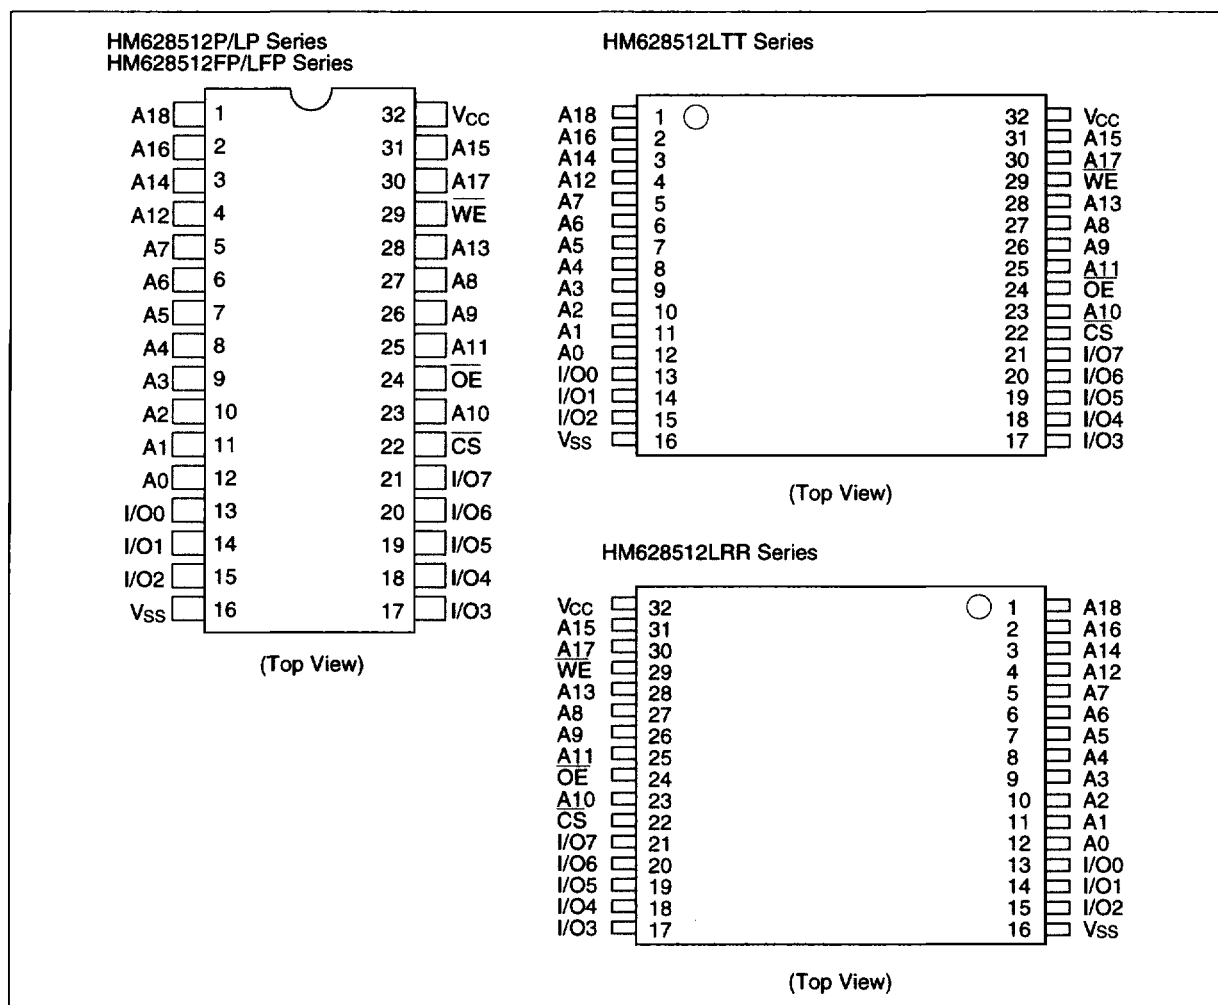 HM628512P/LP Series
HM628512FP/LFP Series
A18 1 32 VCC
A16 2 31 A15
A14 3 30 A17
A12 4 29 W̅E̅
A7 5 28 A13
A6 6 27 A8
A5 7 26 A9
A4 8 25 A11
A3 9 24 O̅E̅
A2 10 23 A10
A1 11 22 C̅S̅
A0 12 21 I/O7
I/O0 13 20 I/O6
I/O1 14 19 I/O5
I/O2 15 18 I/O4
VSS 16 17 I/O3
(Top View)
HM628512LTT Series
A18 1 32 VCC
A16 2 31 A15
A14 3 30 A17
A12 4 29 W̅E̅
A7 5 28 A13
A6 6 27 A8
A5 7 26 A9
A4 8 25 A11
A3 9 24 O̅E̅
A2 10 23 A10
A1 11 22 C̅S̅
A0 12 21 I/O7
I/O0 13 20 I/O6
I/O1 14 19 I/O5
I/O2 15 18 I/O4
VSS 16 17 I/O3
(Top View)
HM628512LRR Series
VCC 32 1 A18
A15 31 2 A16
A17 30 3 A14
W̅E̅ 29 4 A12
A13 28 5 A7
A8 27 6 A6
A9 26 7 A5
A11 25 8 A4
O̅E̅ 24 9 A3
A10 23 10 A2
C̅S̅ 22 11 A1
I/O7 21 12 A0
I/O6 20 13 I/O0
I/O5 19 14 I/O1
I/O4 18 15 I/O2
I/O3 17 16 VSS
(Top View)